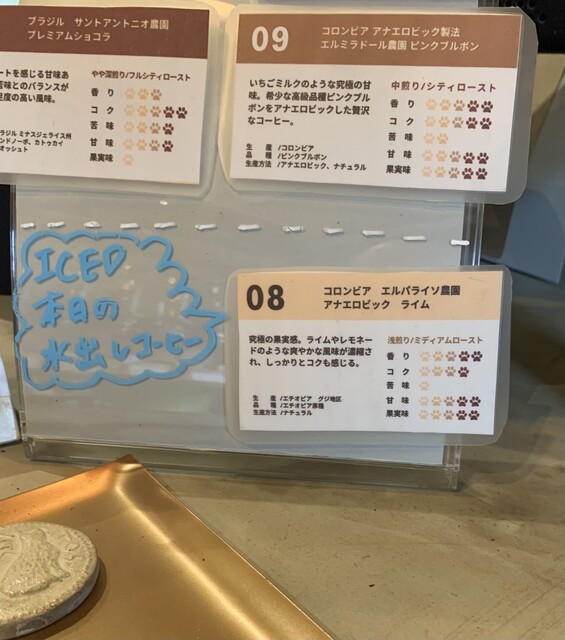 ブラジル サントアントニオ農園
プレミアムショコラ
ートを感じる甘味あ
苦味とのバランスが
足度の高い風味。
やや深煎り/フルシティロースト
香り
コク
苦味
甘味
果実味
ラジル ミナスジェライス州
ンドノーボ、カトゥカイ
オッシュト
09
コロンビア アナエロビック製法
エルミラドール農園 ピンクブルボン
いちごミルクのような究極の甘
味。希少な高級品種ピンクブル
ボンをアナエロビックした贅沢
なコーヒー。
生産 /コロンビア
品種 /ピンクブルボン
生産方法 /アナエロビック、ナチュラル
中煎り/シティロースト
香り
コク
苦味
甘味
果実味
ICED
本日の
水出しコーヒー
08
コロンビア エルパライソ農園
アナエロビック ライム
究極の果実感。ライムやレモネー
ドのような爽やかな風味が濃縮さ
れ、しっかりとコクも感じる。
生産 /エチオピア グジ地区
品種 /エチオピア原種
生産方法 /ナチュラル
浅煎り/ミディアムロースト
香り
コク
苦味
甘味
果実味